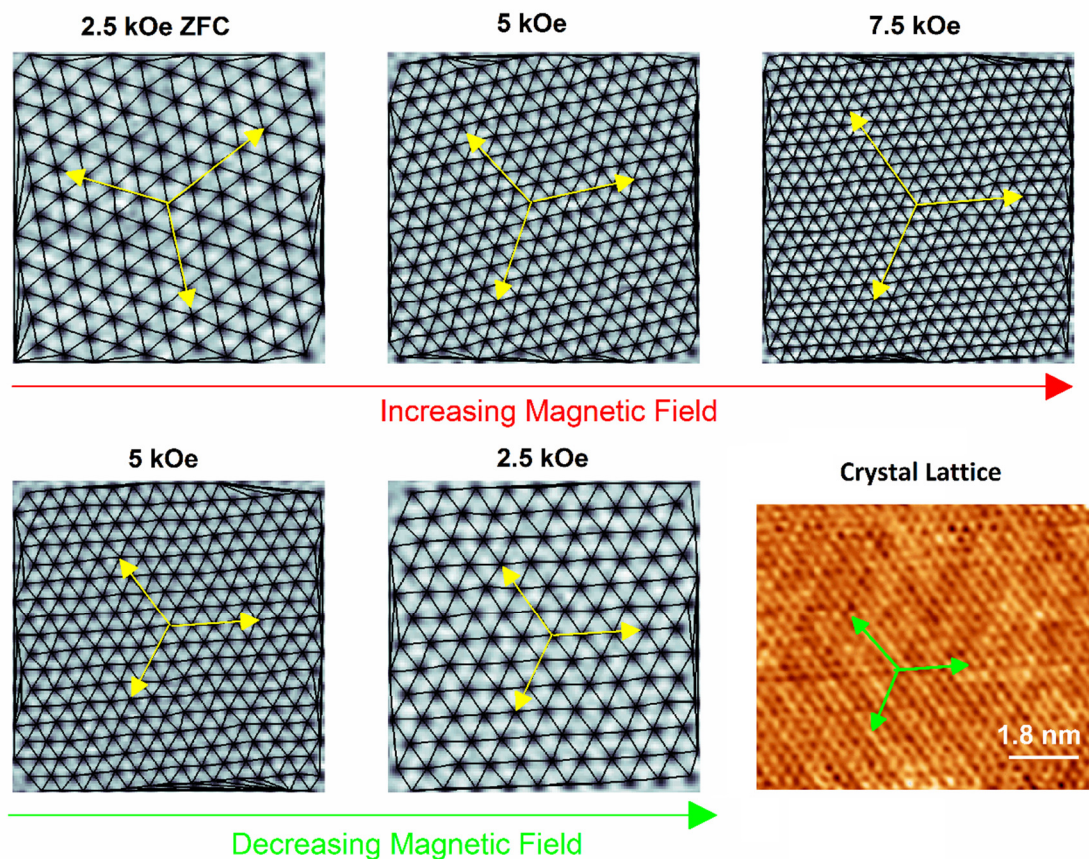 2.5 kOe ZFC
5 kOe
7.5 kOe
Increasing Magnetic Field
5 kOe
2.5 kOe
Crystal Lattice
1.8 nm
Decreasing Magnetic Field